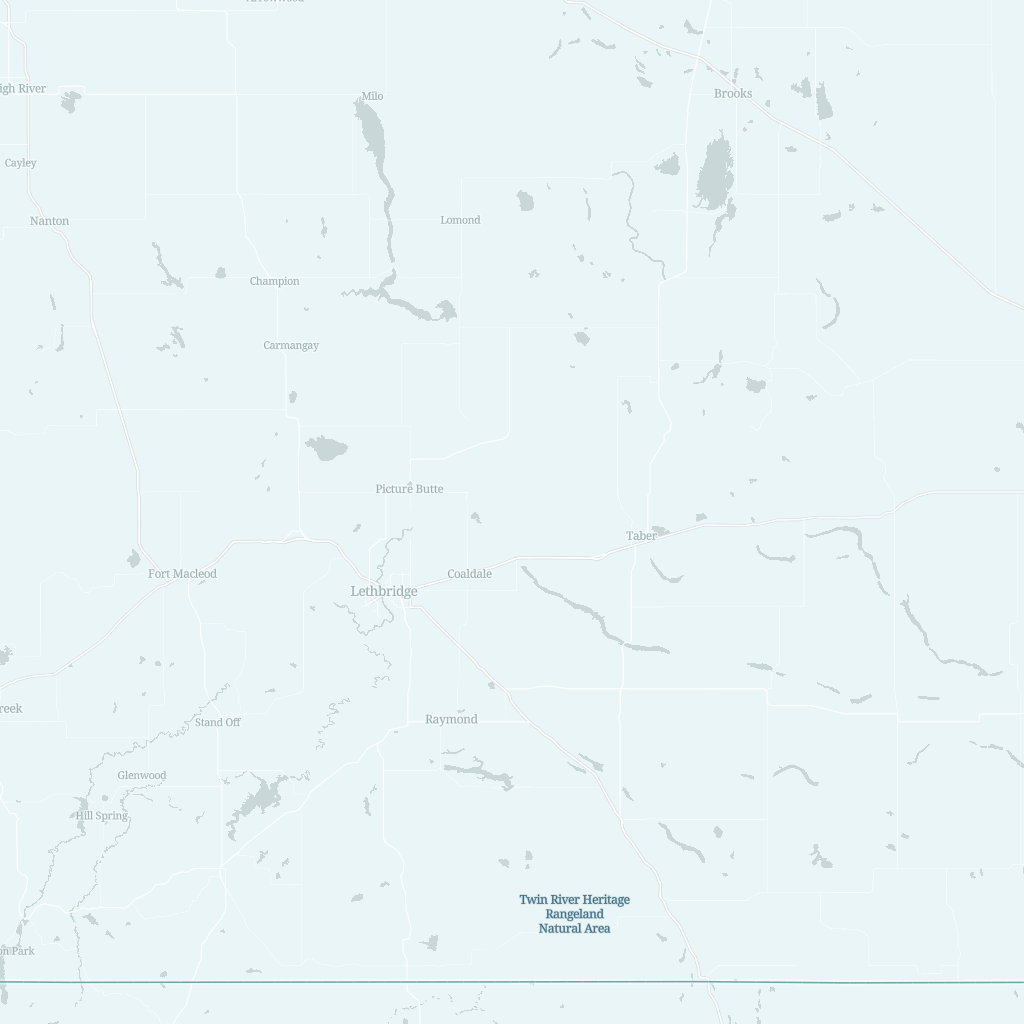 igh River
Milo
Brooks
Cayley
Nanton
Lomond
Champion
Carmangay
Picture Butte
Taber
Fort Macleod
Coaldale
Lethbridge
reek
Stand Off
Raymond
Glenwood
Hill Spring
Twin River Heritage
Rangeland
Natural Area
on Park